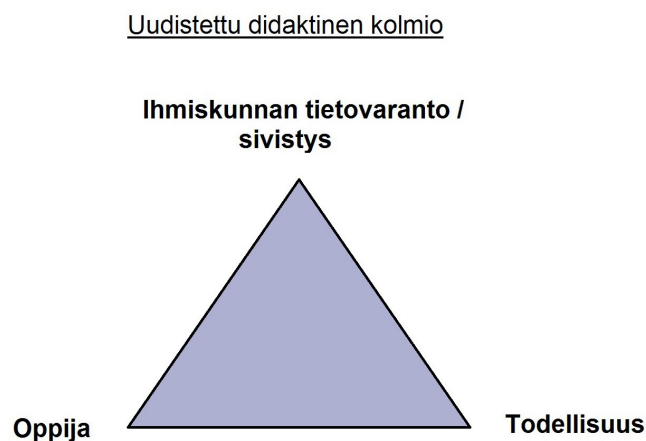 Uudistettu didaktinen kolmio
Ihmiskunnan tietovaranto /
sivistys
Oppija
Todellisuus